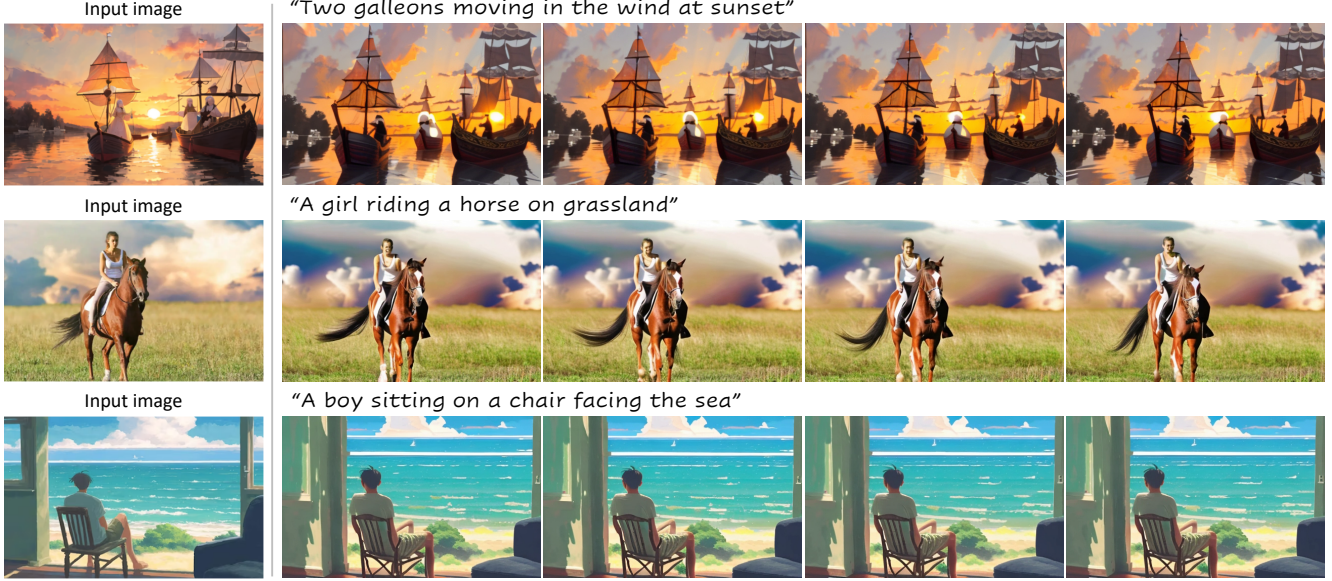 Input image
“Two galleons moving in the wind at sunset”
Input image
“A girl riding a horse on grassland”
Input image
“A boy sitting on a chair facing the sea”